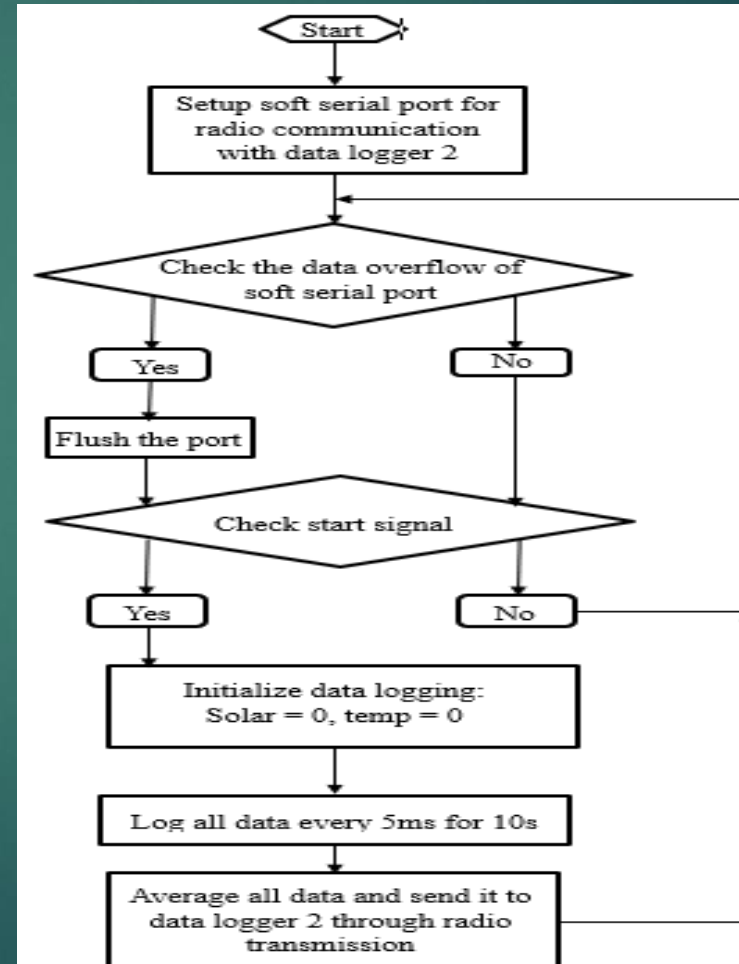 Start
Setup soft serial port for
radio communication
with data logger 2
Check the data overflow of
soft serial port
Yes
No
Flush the port
Check start signal
Yes
No
Initialize data logging:
Solar = 0, temp = 0
Log all data every 5ms for 10s
Average all data and send it to
data logger 2 through radio
transmission